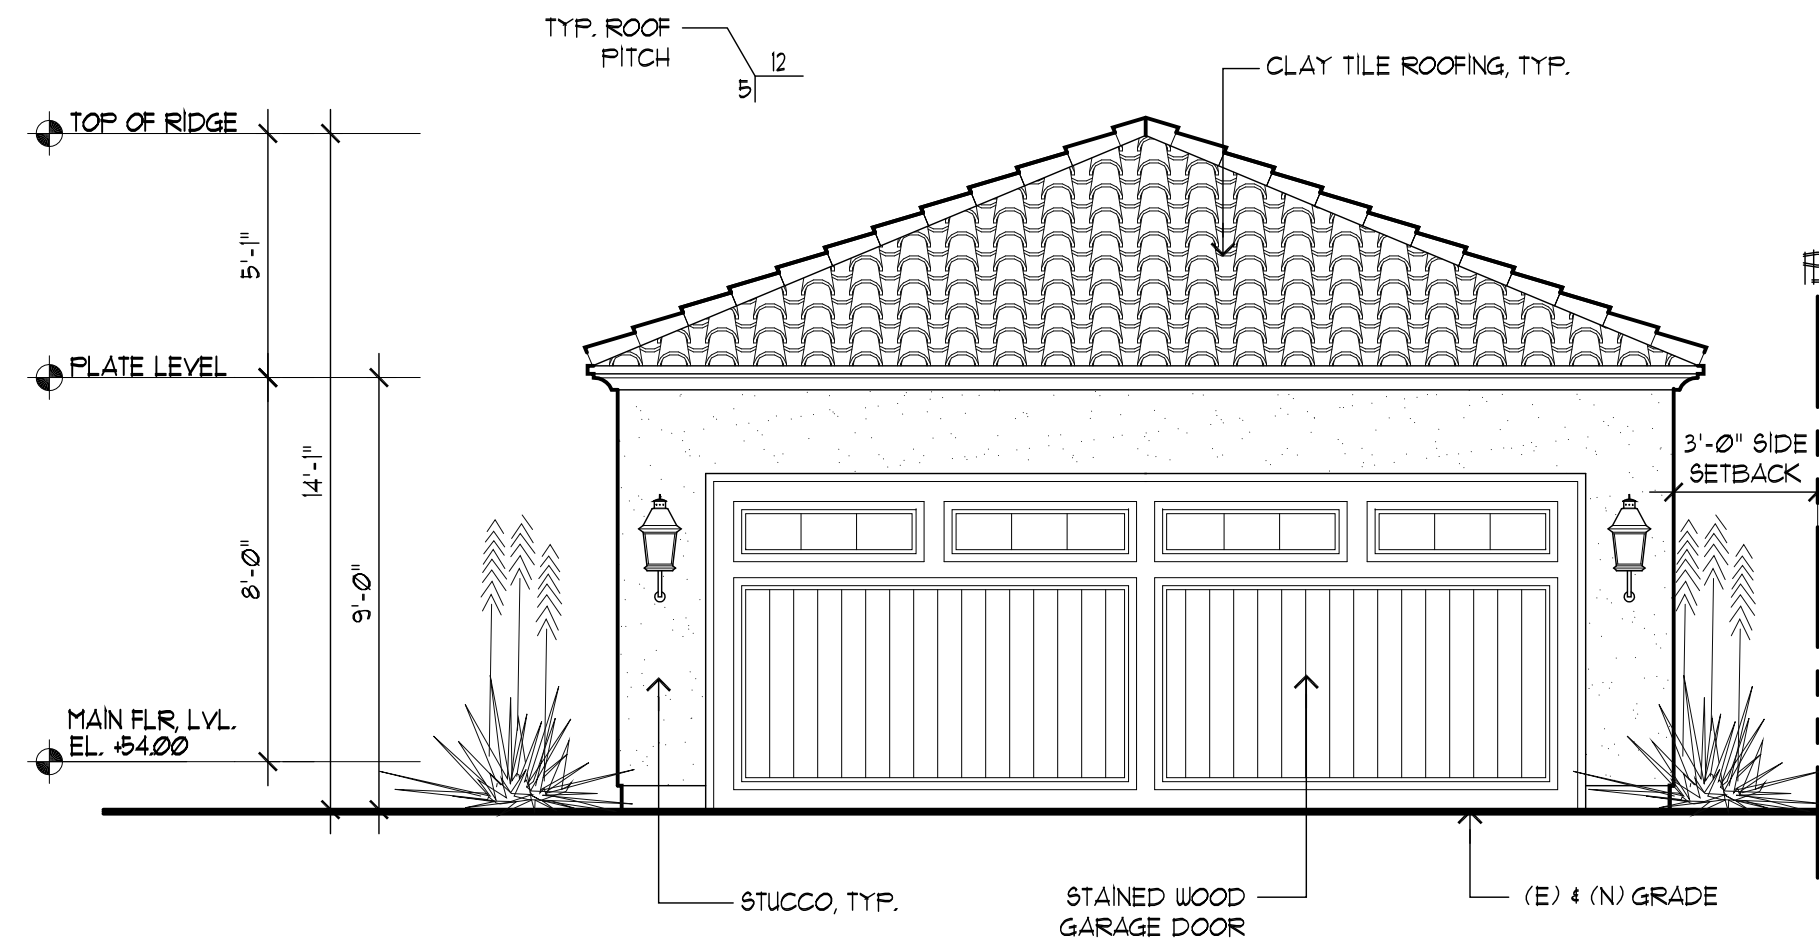 TYP. ROOF
PITCH
12
5
CLAY TILE ROOFING, TYP.
TOP OF RIDGE
5'-1"
PLATE LEVEL
14'-1"
3'-0" SIDE
SETBACK
8'-0"
9'-0"
MAIN FLR, LVL.
EL. +54.00
STUCCO, TYP.
STAINED WOOD
GARAGE DOOR
(E) & (N) GRADE